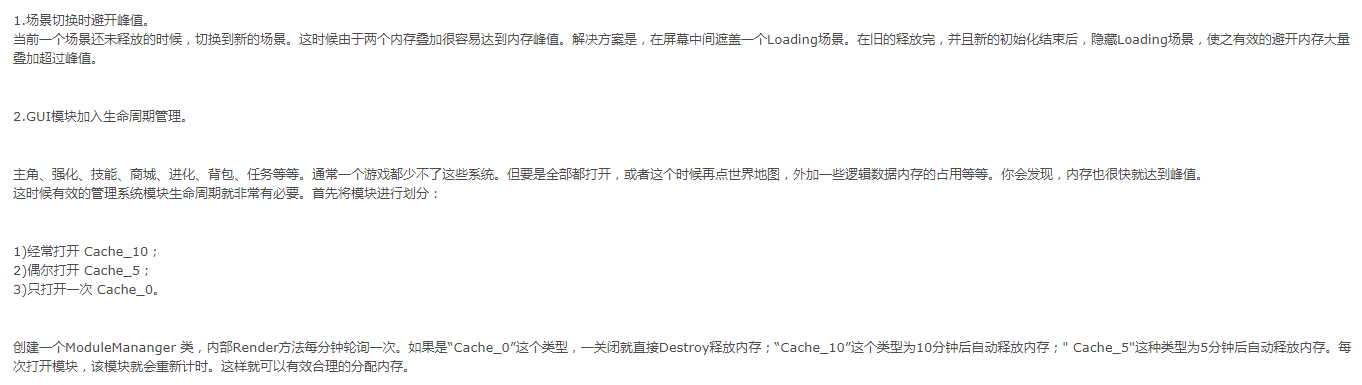 1.场景切换时避开峰值。
当前一个场景还未释放的时候，切换到新的场景。这时候由于两个内存叠加很容易达到内存峰值。解决方案是，在屏幕中间遮盖一个Loading场景。在旧的释放完，并且新的初始化结束后，隐藏Loading场景，使之有效的避开内存大量
叠加超过峰值。
2.GUI模块加入生命周期管理。
主角、强化、技能、商城、进化、背包、任务等等。通常一个游戏都少不了这些系统。但要是全部都打开，或者这个时候再点世界地图，外加一些逻辑数据内存的占用等等。你会发现，内存也很快就达到峰值。
这时候有效的管理系统模块生命周期就非常有必要。首先将模块进行划分：
1)经常打开 Cache_10；
2)偶尔打开 Cache_5；
3)只打开一次 Cache_0。
创建一个ModuleMananger 类，内部Render方法每分钟轮询一次。如果是“Cache_0”这个类型，一关闭就直接Destroy释放内存；“Cache_10”这个类型为10分钟后自动释放内存；" Cache_5"这种类型为5分钟后自动释放内存。每
次打开模块，该模块就会重新计时。这样就可以有效合理的分配内存。